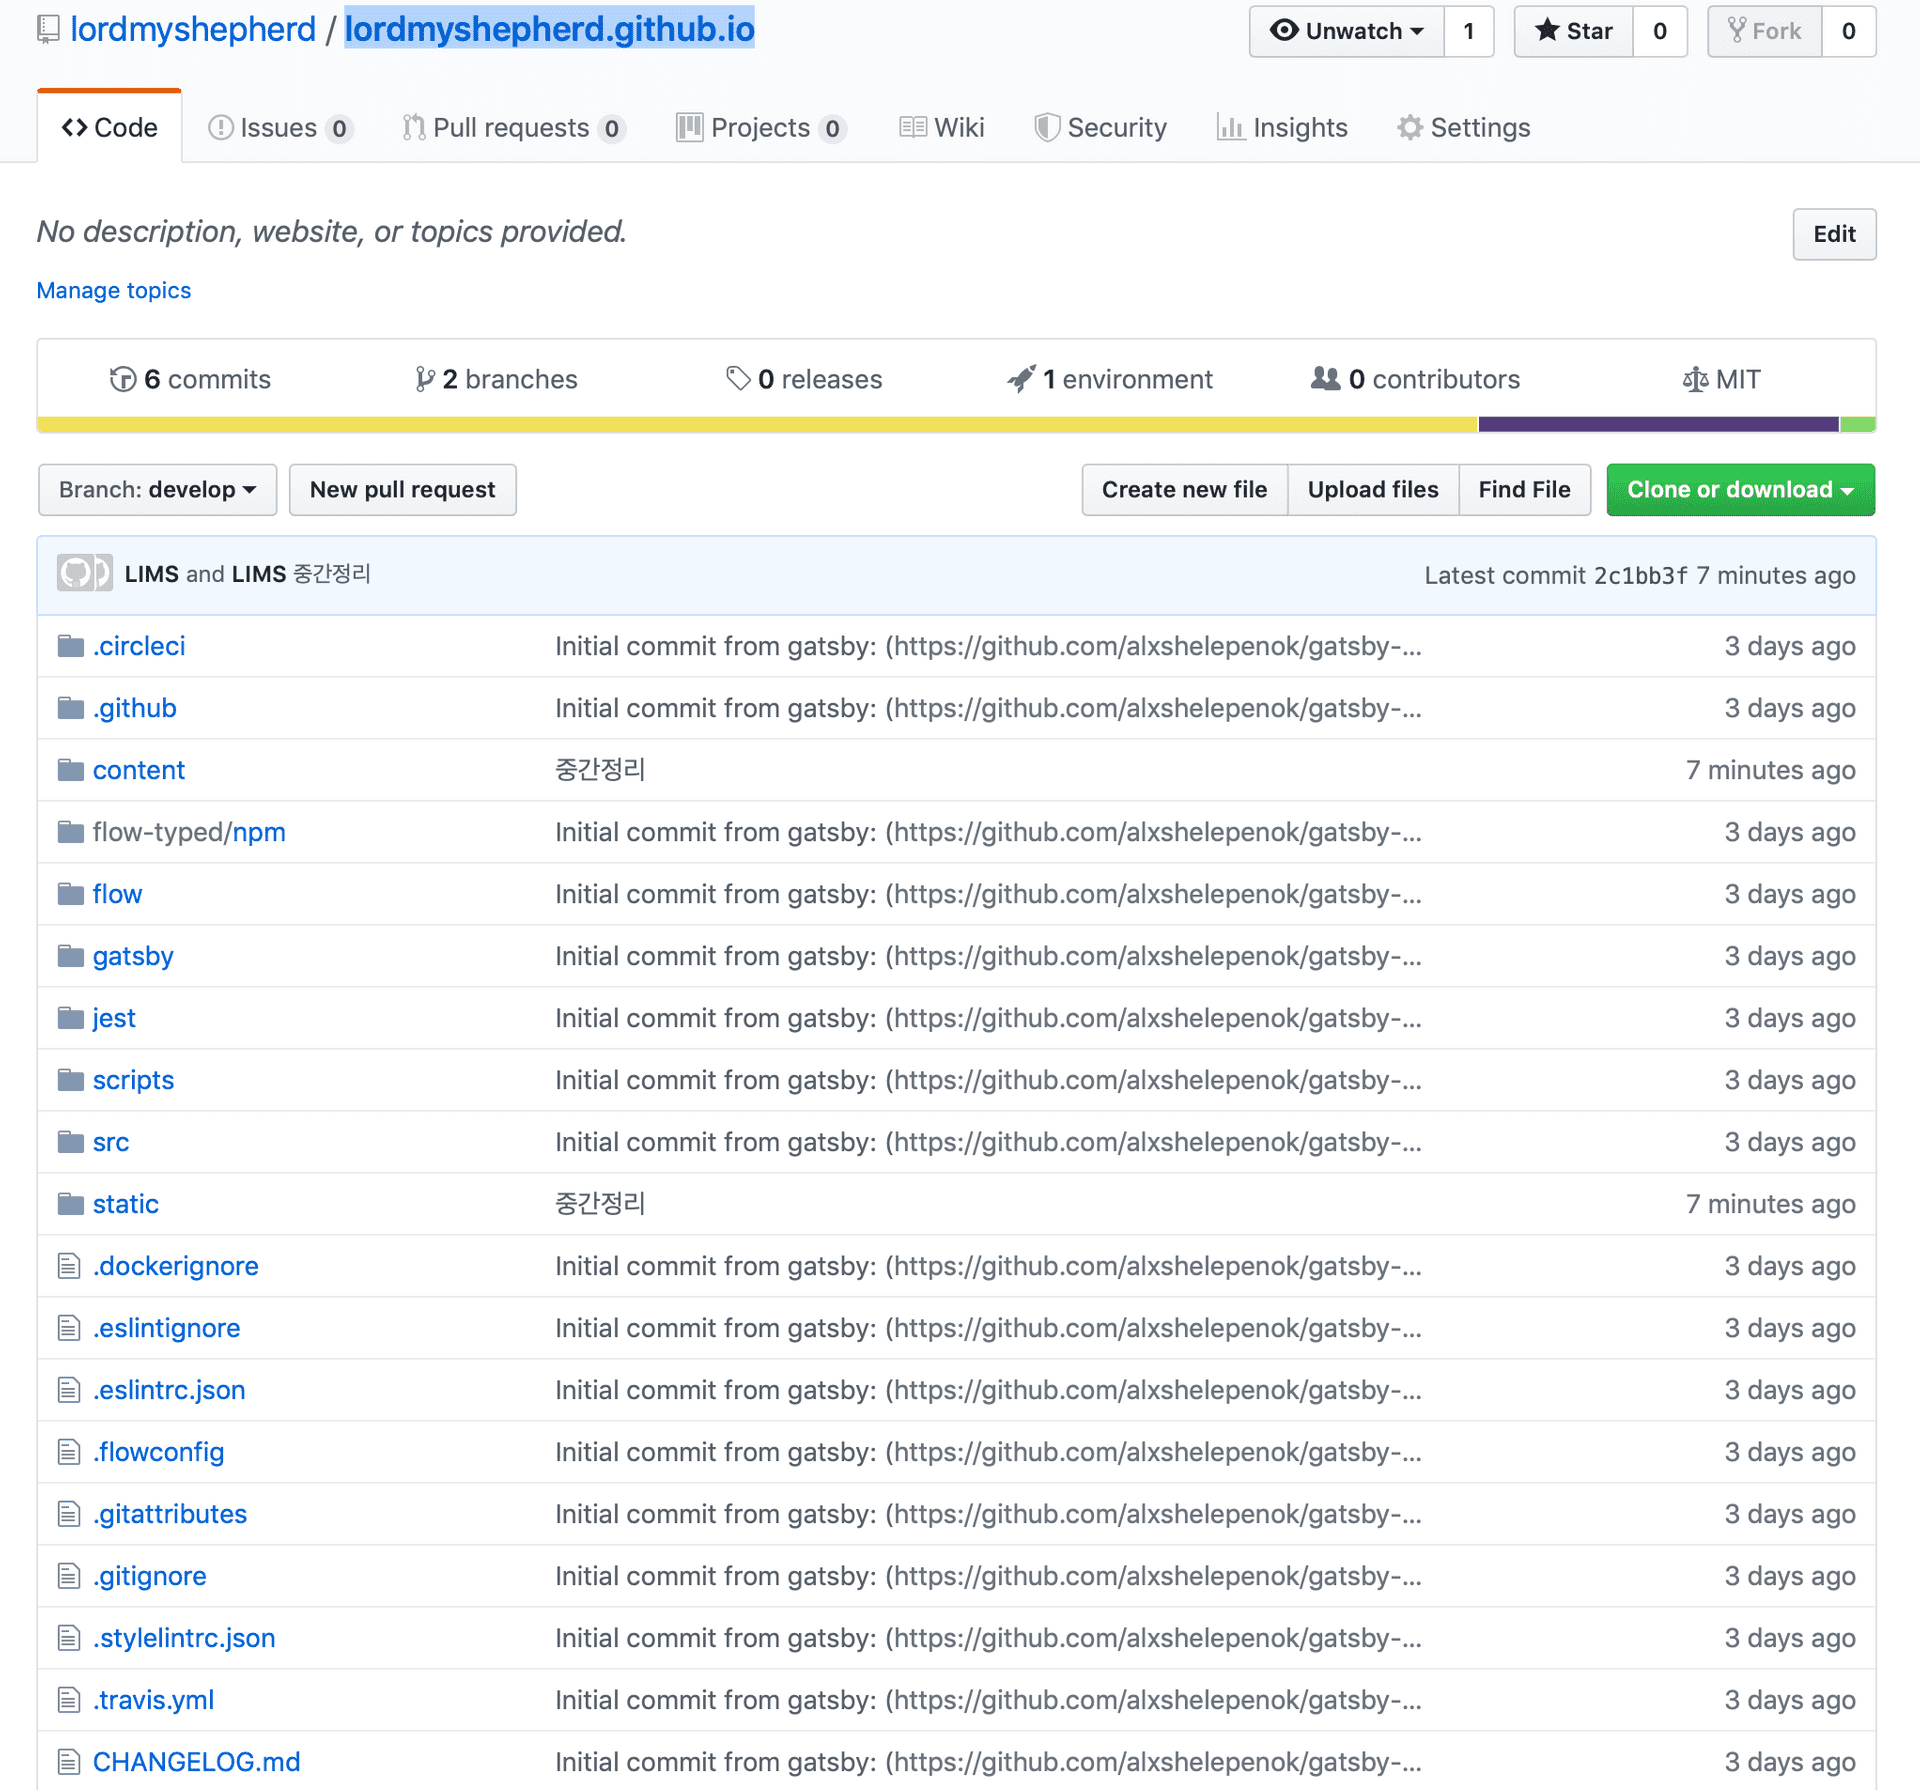 lordmyshepherd / lordmyshepherd.github.io Unwatch 1 Star 0 Fork 0
Code Issues 0 Pull requests 0 Projects 0 Wiki Security Insights Settings
No description, website, or topics provided. Edit
Manage topics
6 commits 2 branches 0 releases 1 environment 0 contributors MIT
Branch: develop New pull request Create new file Upload files Find File Clone or download
LIMS and LIMS 중간정리 Latest commit 2c1bb3f 7 minutes ago
.circleci Initial commit from gatsby: (https://github.com/alxshelepenok/gatsby-... 3 days ago
.github Initial commit from gatsby: (https://github.com/alxshelepenok/gatsby-... 3 days ago
content 중간정리 7 minutes ago
flow-typed/npm Initial commit from gatsby: (https://github.com/alxshelepenok/gatsby-... 3 days ago
flow Initial commit from gatsby: (https://github.com/alxshelepenok/gatsby-... 3 days ago
gatsby Initial commit from gatsby: (https://github.com/alxshelepenok/gatsby-... 3 days ago
jest Initial commit from gatsby: (https://github.com/alxshelepenok/gatsby-... 3 days ago
scripts Initial commit from gatsby: (https://github.com/alxshelepenok/gatsby-... 3 days ago
src Initial commit from gatsby: (https://github.com/alxshelepenok/gatsby-... 3 days ago
static 중간정리 7 minutes ago
.dockerignore Initial commit from gatsby: (https://github.com/alxshelepenok/gatsby-... 3 days ago
.eslintignore Initial commit from gatsby: (https://github.com/alxshelepenok/gatsby-... 3 days ago
.eslintrc.json Initial commit from gatsby: (https://github.com/alxshelepenok/gatsby-... 3 days ago
.flowconfig Initial commit from gatsby: (https://github.com/alxshelepenok/gatsby-... 3 days ago
.gitattributes Initial commit from gatsby: (https://github.com/alxshelepenok/gatsby-... 3 days ago
.gitignore Initial commit from gatsby: (https://github.com/alxshelepenok/gatsby-... 3 days ago
.stylelintrc.json Initial commit from gatsby: (https://github.com/alxshelepenok/gatsby-... 3 days ago
.travis.yml Initial commit from gatsby: (https://github.com/alxshelepenok/gatsby-... 3 days ago
CHANGELOG.md Initial commit from gatsby: (https://github.com/alxshelepenok/gatsby-... 3 days ago